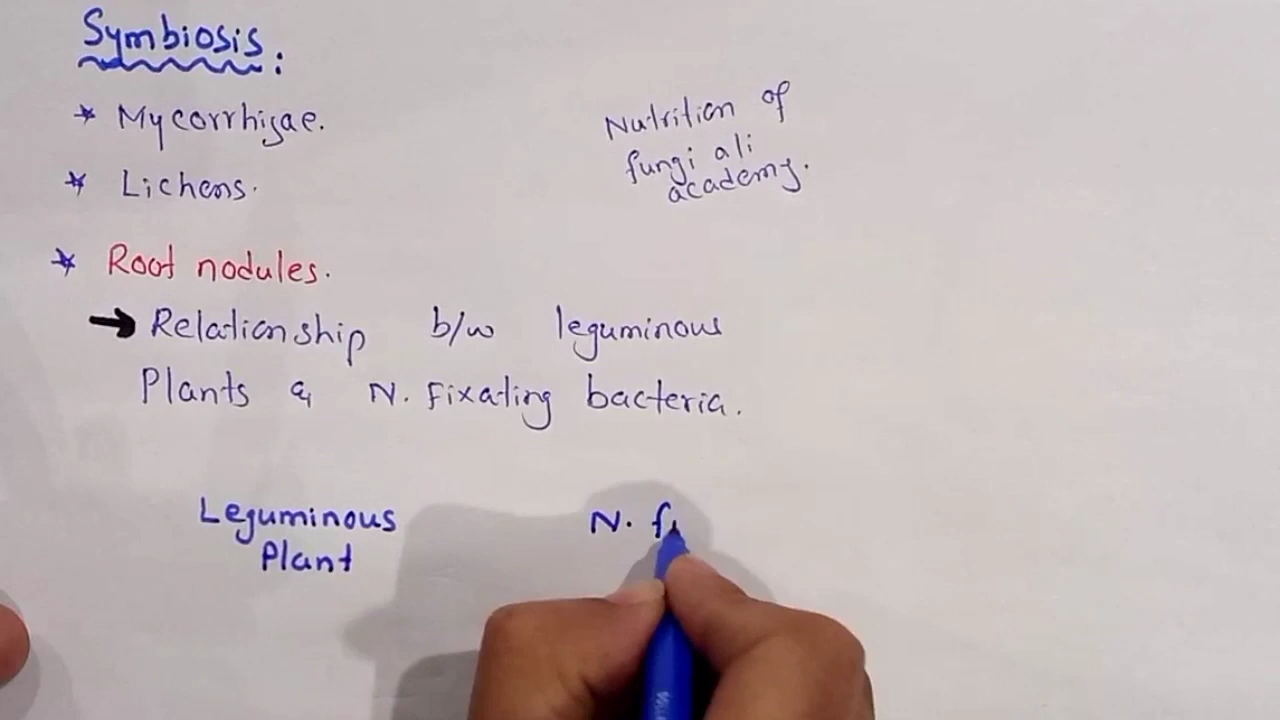 Symbiosis:
* Mycorrhizae.
* Lichens.
Nutrition of
fungi ali
academy.
* Root nodules.
→ Relationship b/w leguminous
Plants & N. Fixating bacteria.
Leguminous
Plant
N. f